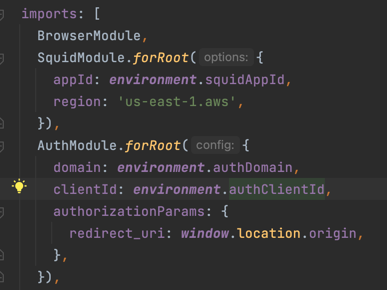 imports: [
BrowserModule,
SquidModule.forRoot( options: {
appId: environment.squidAppId,
region: 'us-east-1.aws',
}),
AuthModule.forRoot( config: {
domain: environment.authDomain,
clientId: environment.authClientId,
authorizationParams: {
redirect_uri: window.location.origin,
},
}),